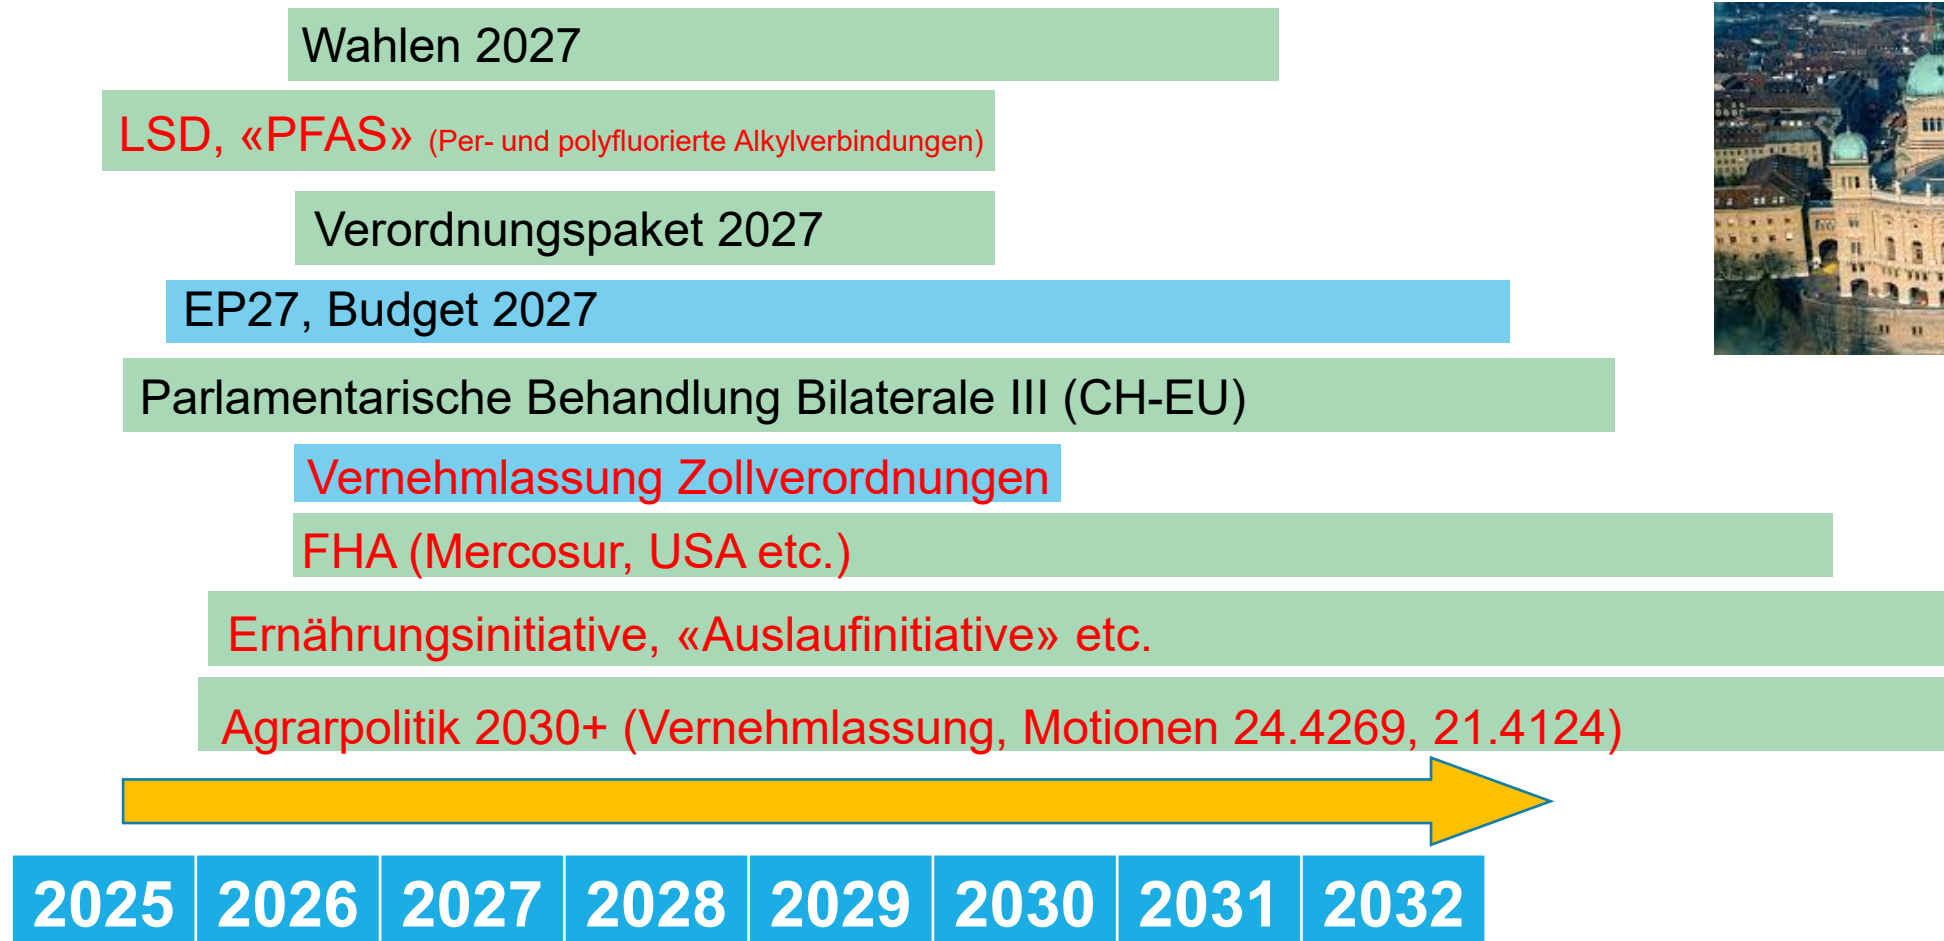 Wahlen 2027
LSD, «PFAS» (Per- und polyfluorierte Alkylverbindungen)
Verordnungspaket 2027
EP27, Budget 2027
Parlamentarische Behandlung Bilaterale III (CH-EU)
Vernehmlassung Zollverordnungen
FHA (Mercosur, USA etc.)
Ernährungsinitiative, «Auslaufinitiative» etc.
Agrarpolitik 2030+ (Vernehmlassung, Motionen 24.4269, 21.4124)
2025 2026 2027 2028 2029 2030 2031 2032